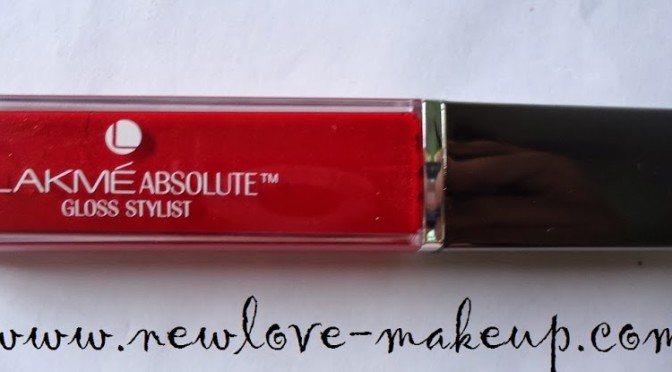 L
LAKMÉ ABSOLUTE™
GLOSS STYLIST
www.newlove-makeup.com